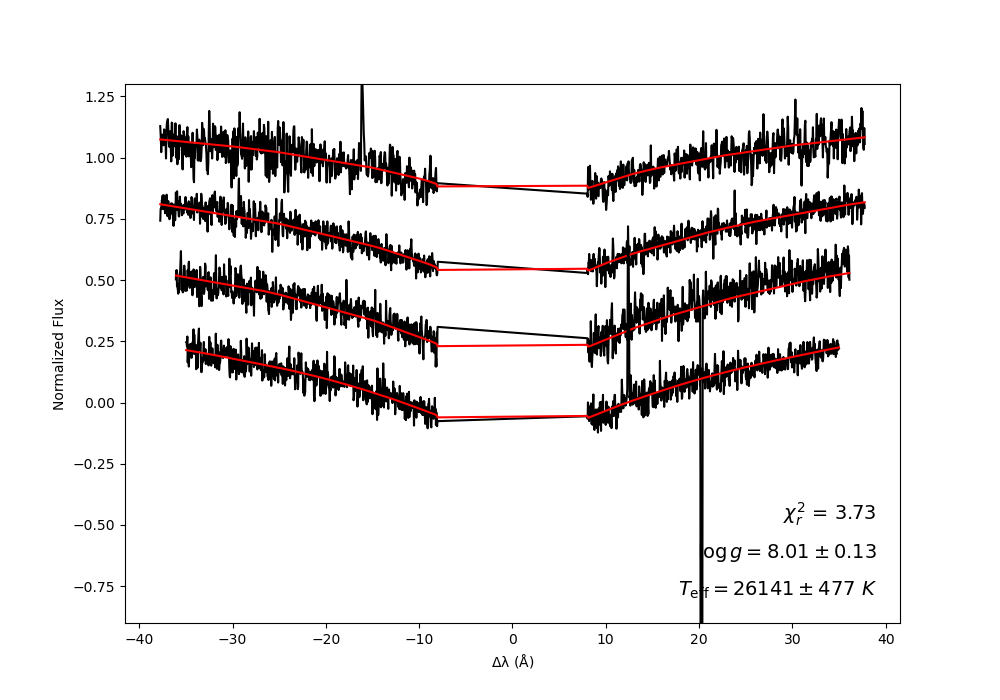 1.25
1.00
0.75
0.50
0.25
0.00
−0.25
−0.50
−0.75
Normalized Flux
χ²ᵣ = 3.73
og g = 8.01 ± 0.13
T_eff = 26141 ± 477 K
−40 −30 −20 −10 0 10 20 30 40
Δλ (Å)